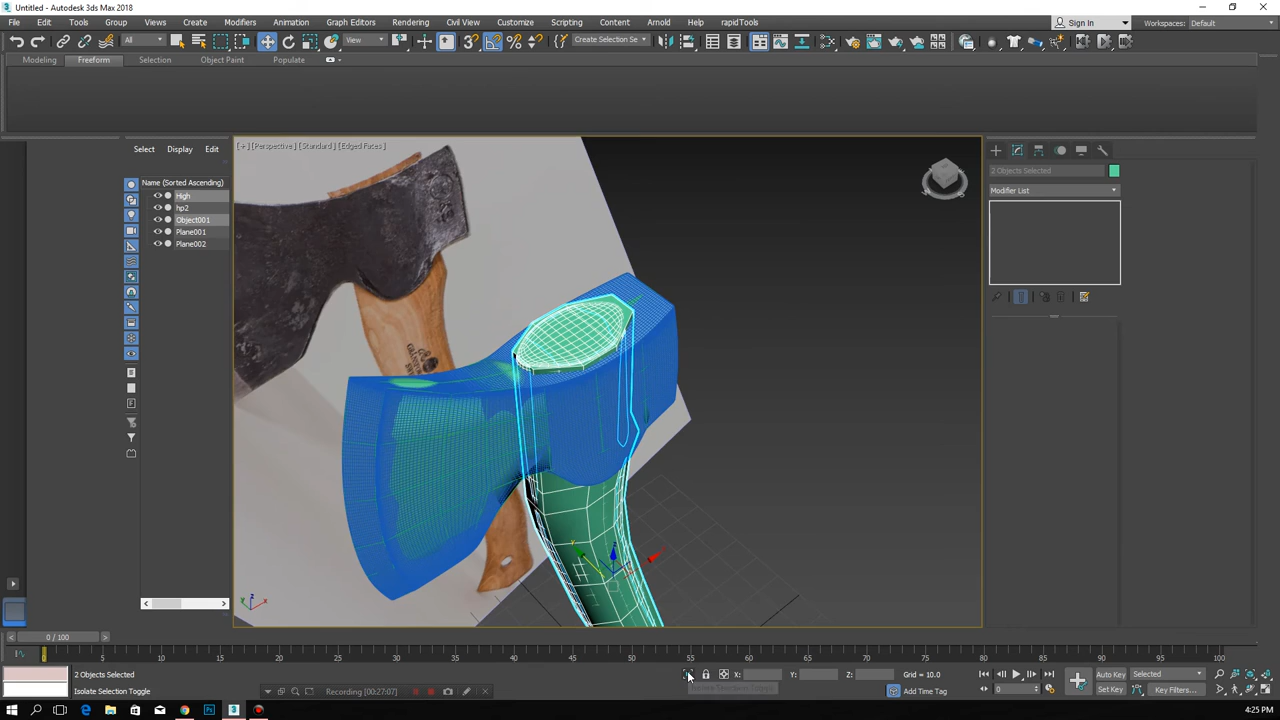 Untitled - Autodesk 3ds Max 2018
File Edit Tools Group Views Create Modifiers Animation Graph Editors Rendering Civil View Customize Scripting Content Arnold Help rapidTools Sign In Workspaces: Default
All View Create Selection Se
Modeling Freeform Selection Object Paint Populate
[+] [Perspective] [Standard] [Edged Faces]
Select Display Edit
2 Objects Selected
Name (Sorted Ascending)
Modifier List
High
hp2
Object001
Plane001
Plane002
0 / 100
0 5 10 15 20 25 30 35 40 45 50 55 60 65 70 75 80 85 90 95 100
2 Objects Selected X: Y: Z: Grid = 10.0 Auto Key Selected
Isolate Selection Toggle Recording [00:27:07] Add Time Tag 0 Set Key Key Filters...
4:25 PM